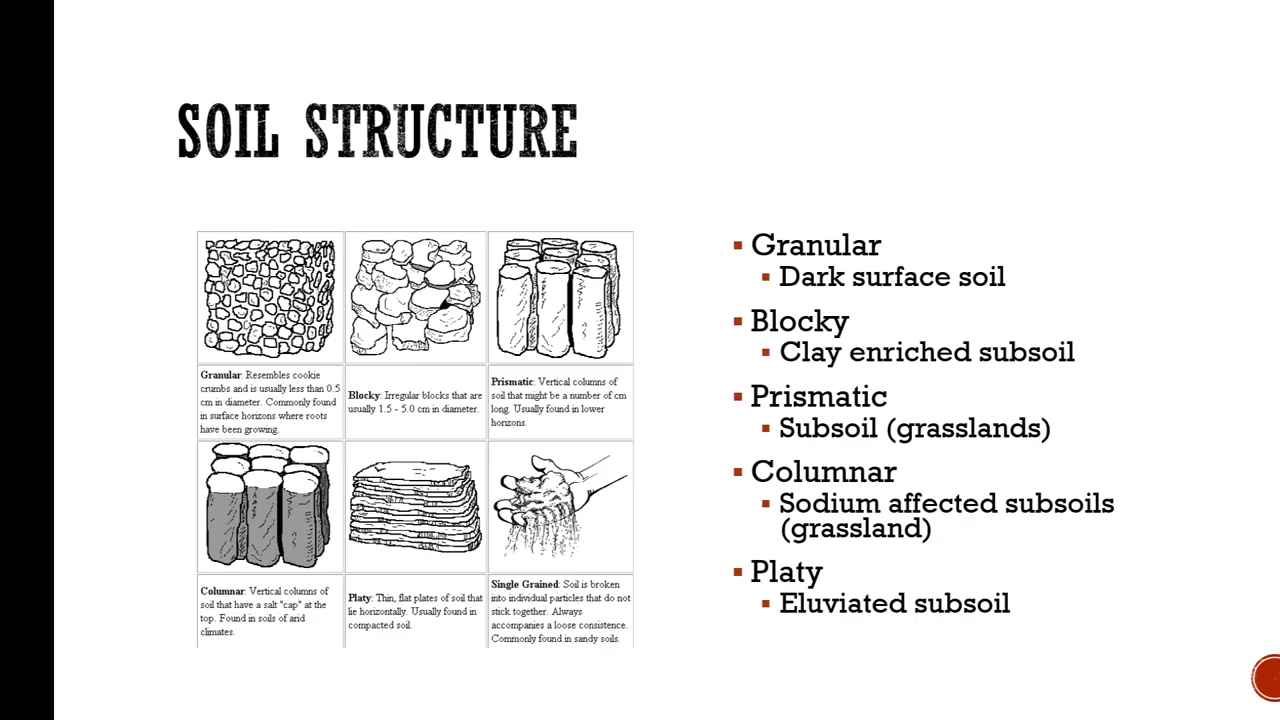 SOIL STRUCTURE
Granular: Resembles cookie
crumbs and is usually less than 0.5
cm in diameter. Commonly found
in surface horizons where roots
have been growing.
Blocky: Irregular blocks that are
usually 1.5 - 5.0 cm in diameter.
Prismatic: Vertical columns of
soil that might be a number of cm
long. Usually found in lower
horizons.
Columnar: Vertical columns of
soil that have a salt "cap" at the
top. Found in soils of arid
climates.
Platy: Thin, flat plates of soil that
lie horizontally. Usually found in
compacted soil.
Single Grained: Soil is broken
into individual particles that do not
stick together. Always
accompanies a loose consistence.
Commonly found in sandy soils.
▪ Granular
▪ Dark surface soil
▪ Blocky
▪ Clay enriched subsoil
▪ Prismatic
▪ Subsoil (grasslands)
▪ Columnar
▪ Sodium affected subsoils
(grassland)
▪ Platy
▪ Eluviated subsoil